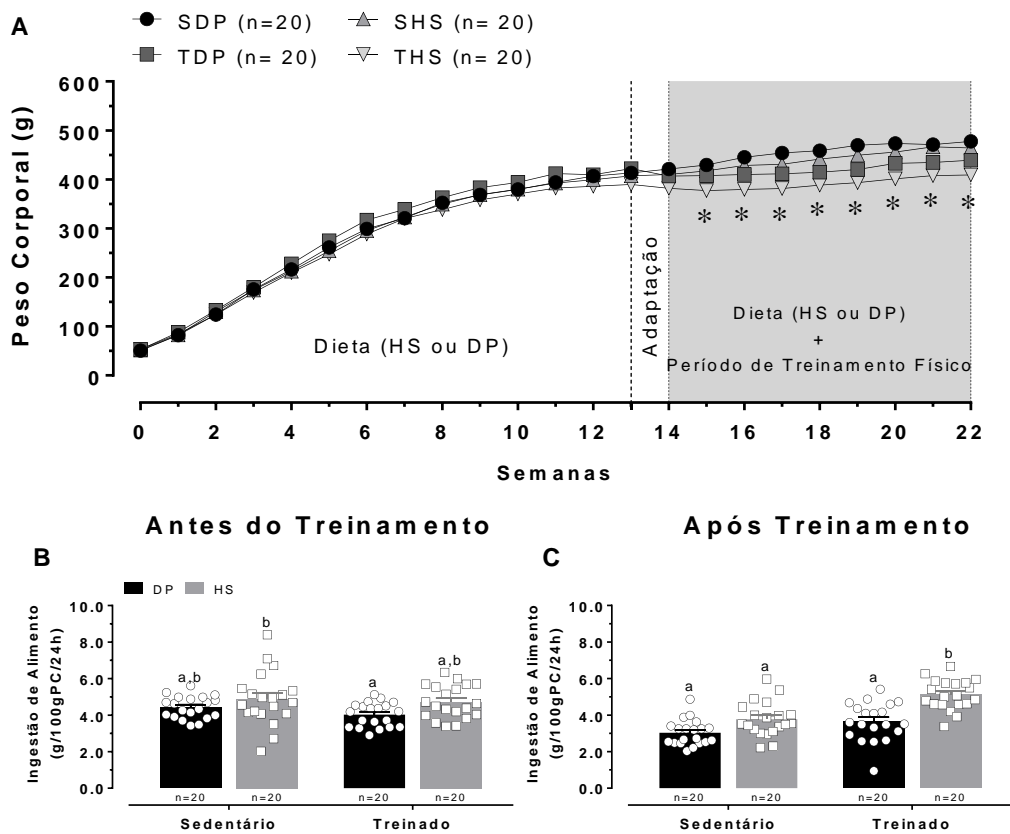 A
SDP (n=20) SHS (n= 20)
TDP (n= 20) THS (n= 20)
Peso Corporal (g)
600
500
400
300
200
100
0
* * * * * * * *
Dieta (HS ou DP)
Adaptação
Dieta (HS ou DP)
+
Período de Treinamento Físico
0 2 4 6 8 10 12 14 16 18 20 22
Semanas
Antes do Treinamento
B
DP HS
Ingestão de Alimento
(g/100gPC/24h)
10.0
8.0
6.0
4.0
2.0
0.0
a,b b a a,b
n=20 n=20 n=20 n=20
Sedentário Treinado
Após Treinamento
C
Ingestão de Alimento
(g/100gPC/24h)
10.0
8.0
6.0
4.0
2.0
0.0
a a a b
n=20 n=20 n=20 n=20
Sedentário Treinado